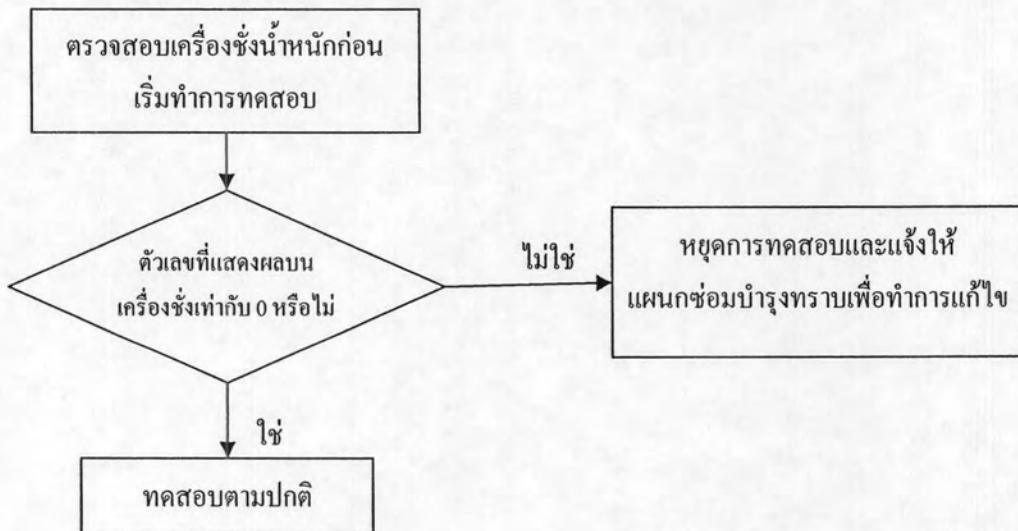 ตรวจสอบเครื่องชั่งน้ำหนักก่อน
เริ่มทำการทดสอบ
ตัวเลขที่แสดงผลบน
เครื่องชั่งเท่ากับ 0 หรือไม่
ไม่ใช่
หยุดการทดสอบและแจ้งให้
แผนกซ่อมบำรุงทราบเพื่อทำการแก้ไข
ใช่
ทดสอบตามปกติ